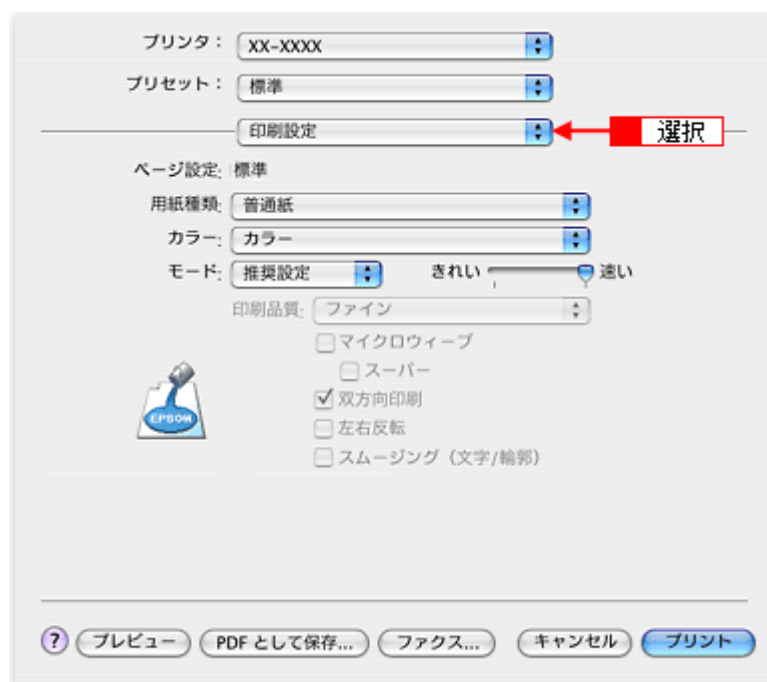 プリンタ： XX-XXXX
プリセット： 標準
印刷設定 選択
ページ設定: 標準
用紙種類: 普通紙
カラー: カラー
モード: 推奨設定 きれい 速い
印刷品質: ファイン
マイクロウィーブ
スーパー
双方向印刷
EPSON
左右反転
スムージング（文字/輪郭）
? プレビュー PDF として保存... ファクス... キャンセル プリント